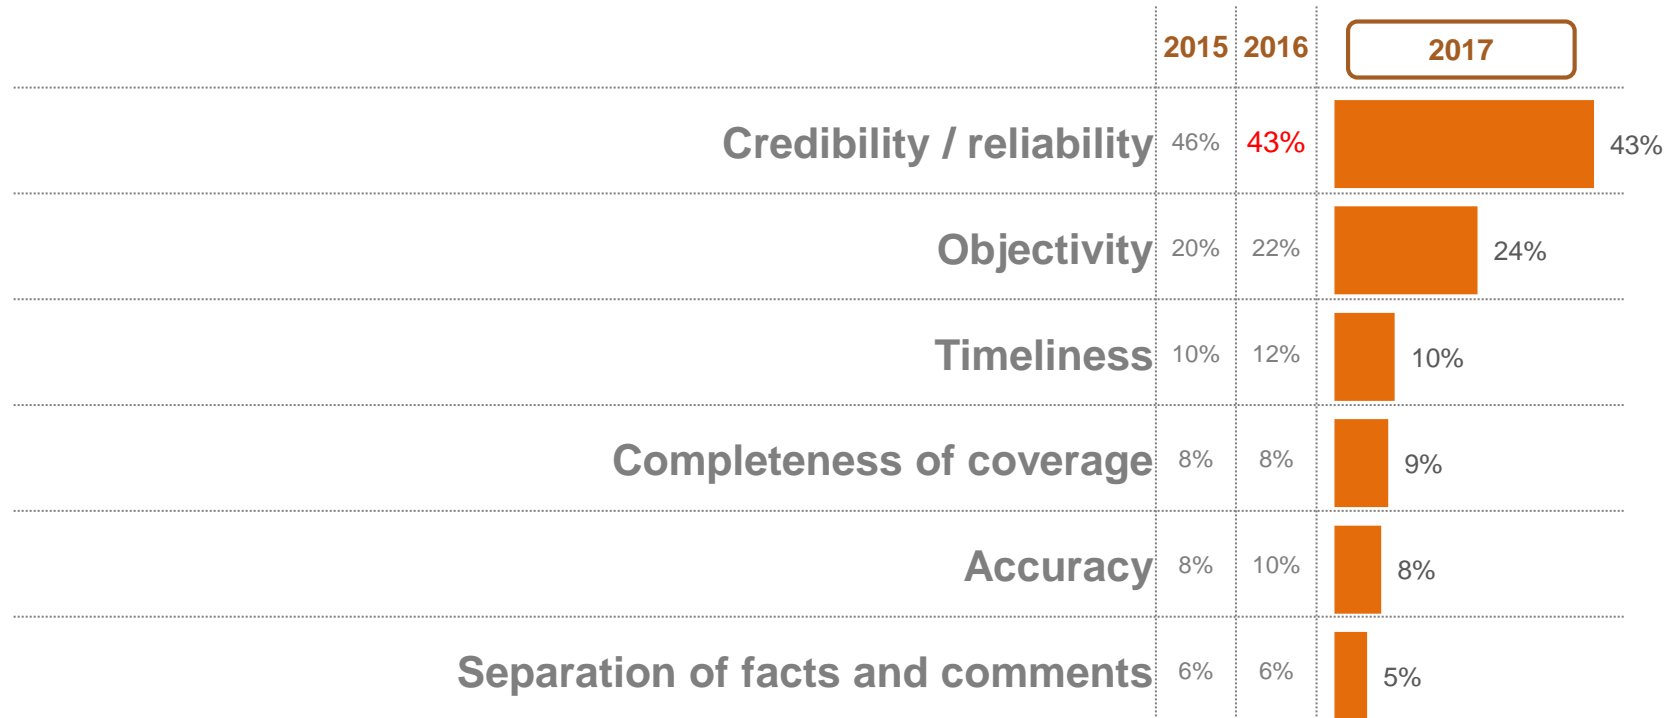 2015 2016 2017
Credibility / reliability 46% 43% 43%
Objectivity 20% 22% 24%
Timeliness 10% 12% 10%
Completeness of coverage 8% 8% 9%
Accuracy 8% 10% 8%
Separation of facts and comments 6% 6% 5%